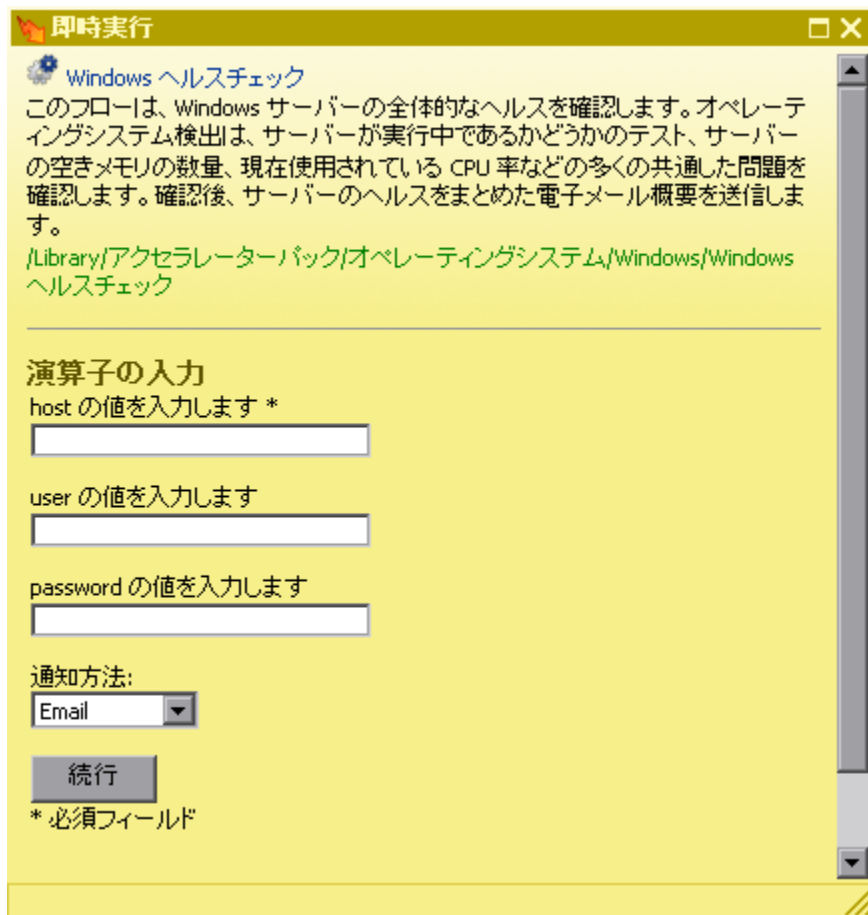 即時実行
Windows ヘルスチェック
このフローは、Windows サーバーの全体的なヘルスを確認します。オペレーテ
ィングシステム検出は、サーバーが実行中であるかどうかのテスト、サーバー
の空きメモリの数量、現在使用されている CPU 率などの多くの共通した問題を
確認します。確認後、サーバーのヘルスをまとめた電子メール概要を送信しま
す。
/Library/アクセラレーターパック/オペレーティングシステム/Windows/Windows
ヘルスチェック
演算子の入力
host の値を入力します *
user の値を入力します
password の値を入力します
通知方法:
Email
続行
* 必須フィールド